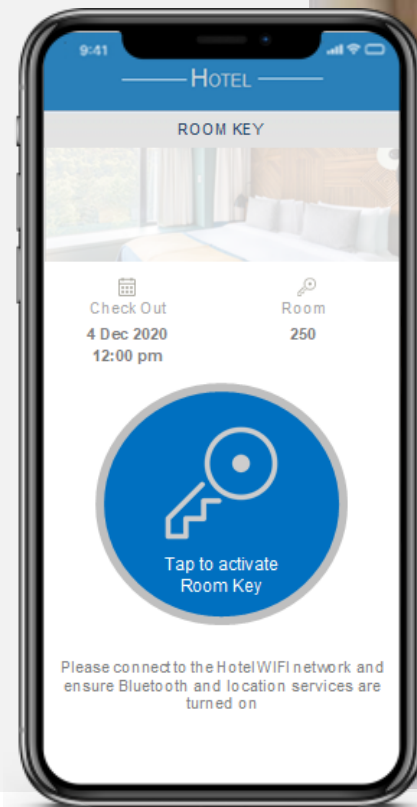 9:41
HOTEL
ROOM KEY
Check Out
Room
4 Dec 2020
250
12:00 pm
Tap to activate
Room Key
Please connect to the Hotel WIFI network and
ensure Bluetooth and location services are
turned on